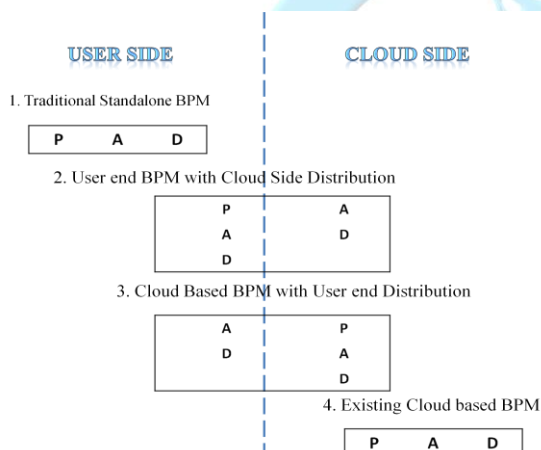 USER SIDE CLOUD SIDE
1. Traditional Standalone BPM
P A D
2. User end BPM with Cloud Side Distribution
P A
A D
D
3. Cloud Based BPM with User end Distribution
A P
D A
D
4. Existing Cloud based BPM
P A D